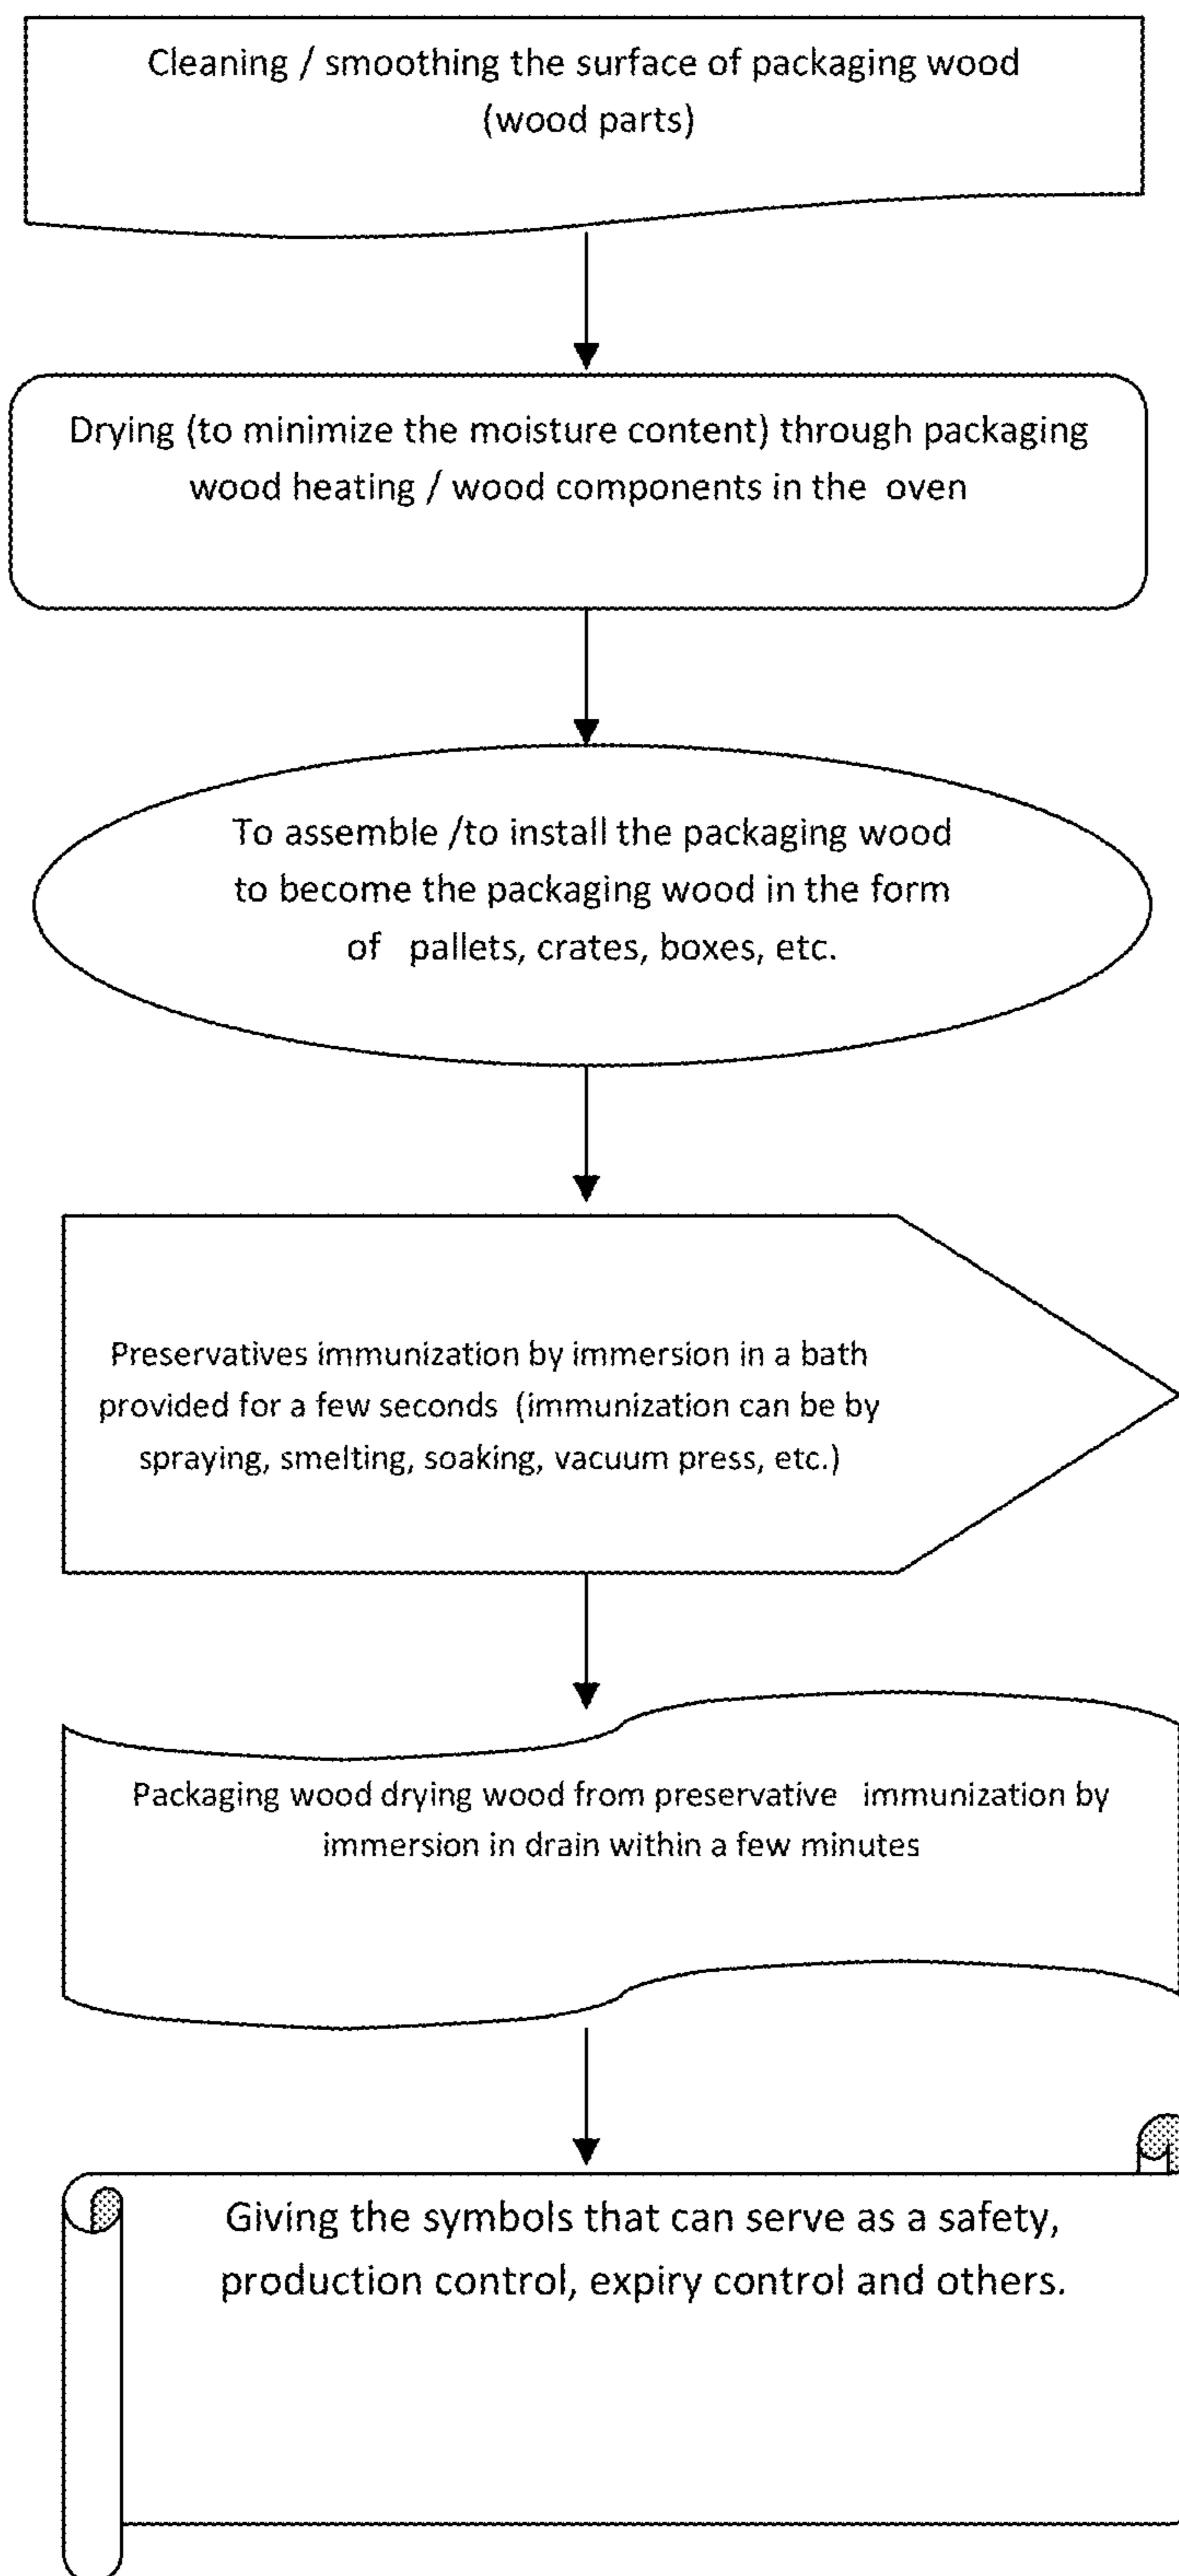 Cleaning / smoothing the surface of packaging wood
(wood parts)
Drying (to minimize the moisture content) through packaging
wood heating / wood components in the oven
To assemble /to install the packaging wood
to become the packaging wood in the form
of pallets, crates, boxes, etc.
Preservatives immunization by immersion in a bath
provided for a few seconds (immunization can be by
spraying, smelting, soaking, vacuum press, etc.)
Packaging wood drying wood from preservative immunization by
immersion in drain within a few minutes
Giving the symbols that can serve as a safety,
production control, expiry control and others.